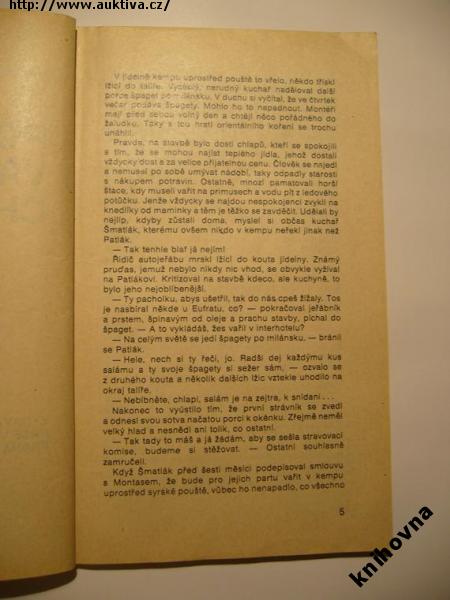 http://www.auktiva.cz/
V jídelně kempu uprostřed pouště to vřelo, někdo třískl
lžící do talíře. Vyčáplý, nerudný kuchař naděloval další
porce špaget po milánsku. V duchu si vyčítal, že ve čtvrtek
večer podává špagety. Mohlo ho to napadnout. Montéři
mají před sebou volný den a chtějí něco pořádného do
žaludku. Taky s tou hratí orientálního koření se trochu
unáhlil.
Pravda, na stavbě bylo dosti chlapů, kteří se spokojili
s tím, že se mohou najíst teplého jídla, jehož dostali
vždycky dost a za velice přijatelnou cenu. Člověk se najedl
a nemusel po sobě umývat nádobí, taky odpadly starosti
s nákupem potravin. Ostatně, mnozí pamatovali horší
štace, kdy museli vařit na primusech a vodu pít z ledového
potůčku. Jenže vždycky se najdou nespokojenci zvyklí na
knedlíky od maminky a těm je těžko se zavděčit. Udělali by
nejlíp, kdyby zůstali doma, myslel si občas kuchař
Šmatlák, kterému ovšem nikdo v kempu neřekl jinak než
Patlák.
— Tak tenhle blaf já nejím!
Řidič autojeřábu mrskl lžící do kouta jídelny. Známý
pruďas, jemuž nebylo nikdy nic vhod, se obvykle vyžíval na
Patlákovi. Kritizoval na stavbě kdeco, ale kuchyně, to
bylo jeho nejoblíbenější.
— Ty pacholku, abys ušetřil, tak do nás cpeš žížaly. Tos
je nasbíral někde u Eufratu, co? — pokračoval jeřábník
a prstem, špinavým od oleje a prachu stavby, píchal do
špaget. — A to vykládáš, žes vařil v interhotelu?
— Na celým světě se jedí špagety po milánsku, — bránil
se Patlák.
— Hele, nech si ty řeči, jo. Radši dej každýmu kus
salámu a ty svoje špagety si sežer sám, — ozvalo se
z druhého kouta a několik dalších lžic vztekle uhodilo na
okraj talíře.
— Neblbněte, chlapi, salám je na zejtra, k snídani . . .
Nakonec to vyústilo tím, že první strávník se zvedl
a odnesl svou sotva načatou porci k okénku. Zřejmě neměl
velký hlad a nesnědl ani tolik, co ostatní.
— Tak tady to máš a já žádám, aby se sešla stravovací
komise, budeme si stěžovat. — Ostatní souhlasně
zamručeli.
Když Šmatlák před šesti měsíci podepisoval smlouvu
s Montasem, že bude pro jejich partu vařit v kempu
uprostřed syrské pouště, vůbec ho nenapadlo, co všechno
5
knihovna